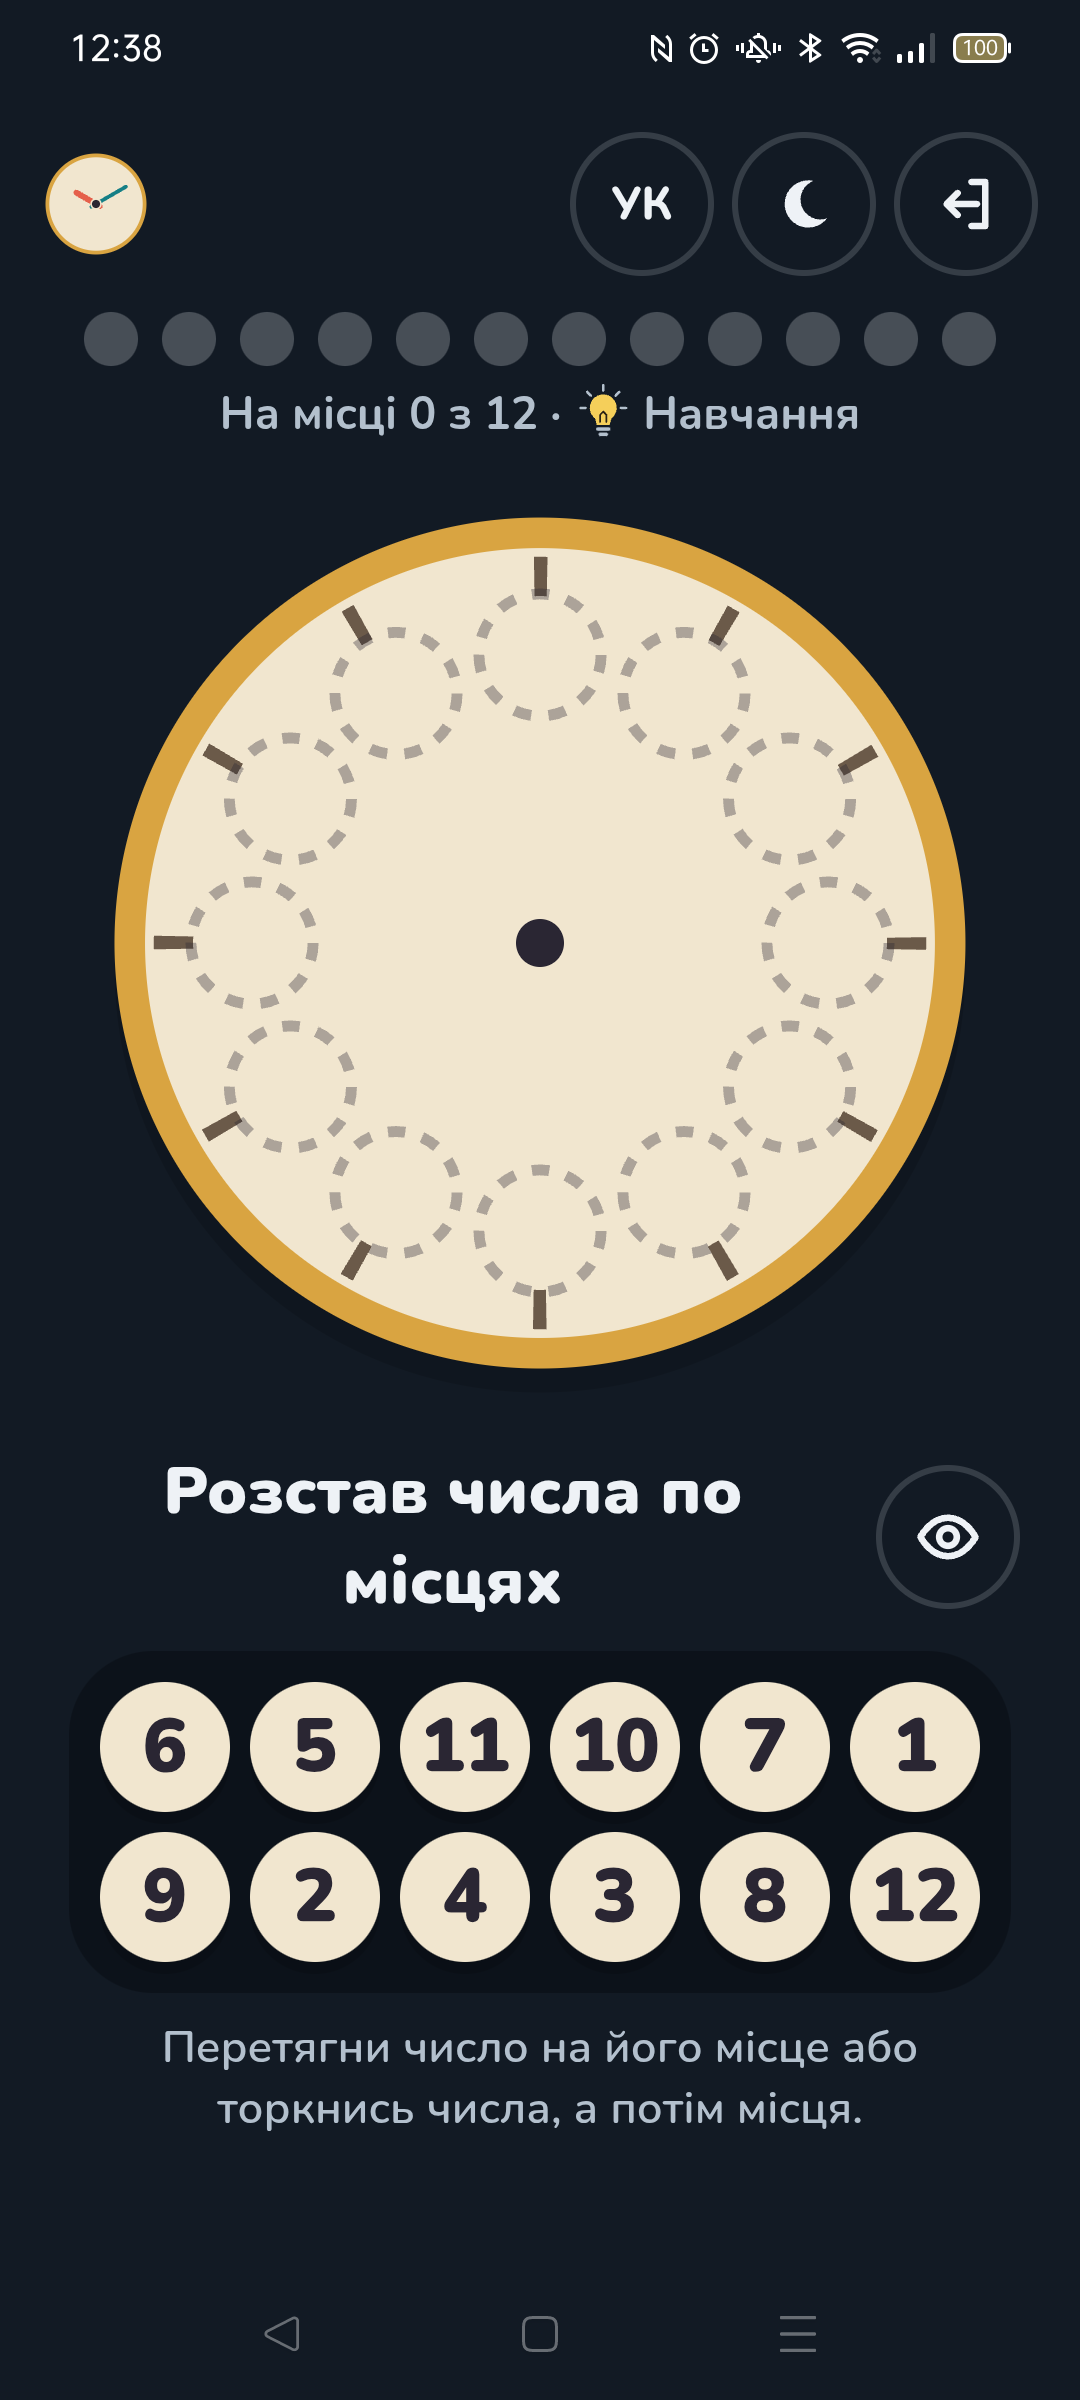 12:38
100
УК
На місці 0 з 12 · Навчання
Розстав числа по
місцях
6 5 11 10 7 1
9 2 4 3 8 12
Перетягни число на його місце або
торкнись числа, а потім місця.